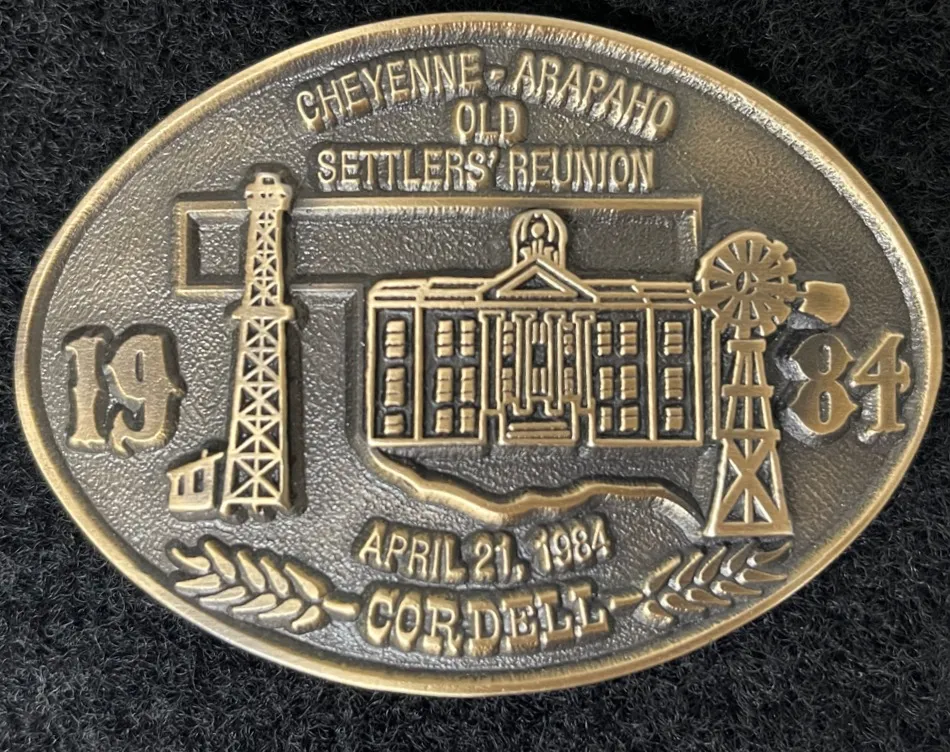 CHEYENNE - ARAPAHO
OLD
SETTLERS' REUNION
19 84
APRIL 21, 1984
CORDELL